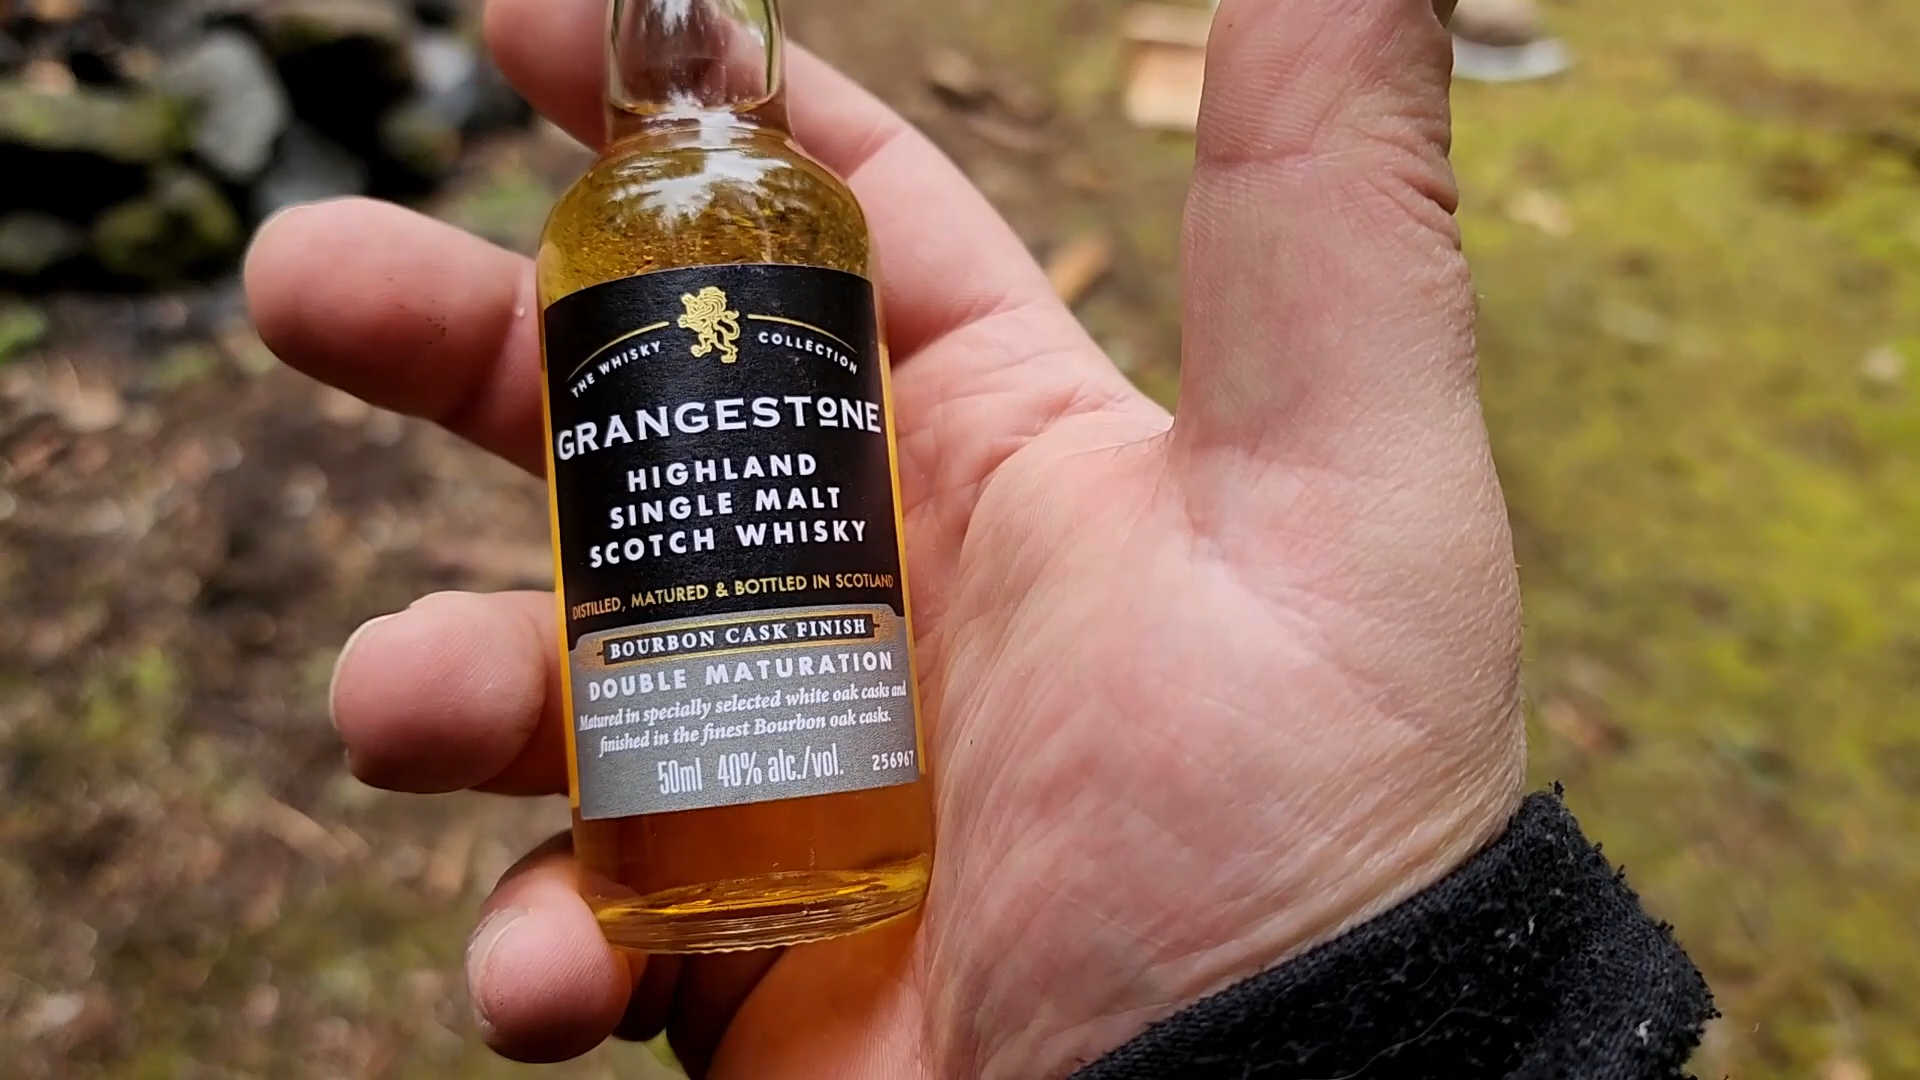 THE WHISKY COLLECTION
GRANGESTONE
HIGHLAND
SINGLE MALT
SCOTCH WHISKY
DISTILLED, MATURED & BOTTLED IN SCOTLAND
BOURBON CASK FINISH
DOUBLE MATURATION
Matured in specially selected white oak casks and
finished in the finest Bourbon oak casks.
50ml 40% alc./vol. 256967